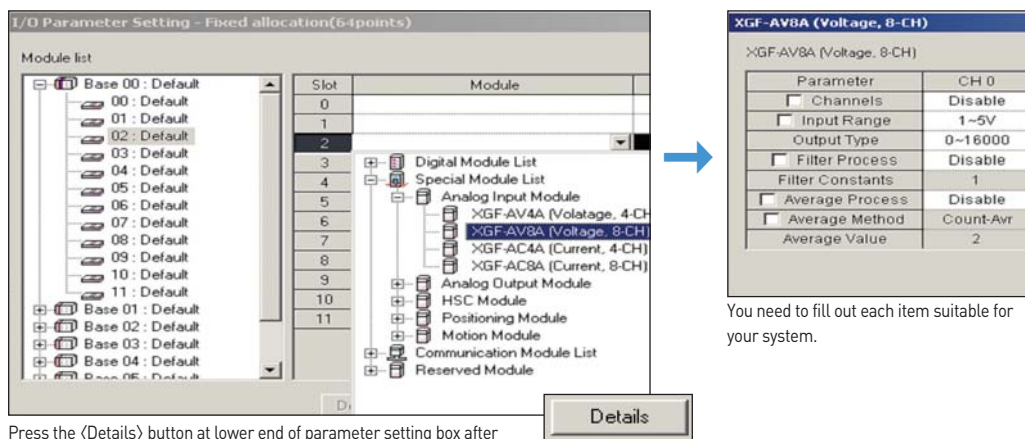 I/O Parameter Setting - Fixed allocation(64points)
Module list
Base 00 : Default
00 : Default
01 : Default
02 : Default
03 : Default
04 : Default
05 : Default
06 : Default
07 : Default
08 : Default
09 : Default
10 : Default
11 : Default
Base 01 : Default
Base 02 : Default
Base 03 : Default
Base 04 : Default
Base 05 : Default
Slot Module
0
1
2
3
4
5
6
7
8
9
10
11
Digital Module List
Special Module List
Analog Input Module
XGF-AV4A (Volatage, 4-CH
XGF-AV8A (Voltage, 8-CH)
XGF-AC4A (Current, 4-CH)
XGF-AC8A (Current, 8-CH)
Analog Output Module
HSC Module
Positioning Module
Motion Module
Communication Module List
Reserved Module
Details
Press the 〈Details〉 button at lower end of parameter setting box after
XGF-AV8A (Voltage, 8-CH)
XGF-AV8A (Voltage, 8-CH)
Parameter CH 0
Channels Disable
Input Range 1~5V
Output Type 0~16000
Filter Process Disable
Filter Constants 1
Average Process Disable
Average Method Count-Avr
Average Value 2
You need to fill out each item suitable for
your system.